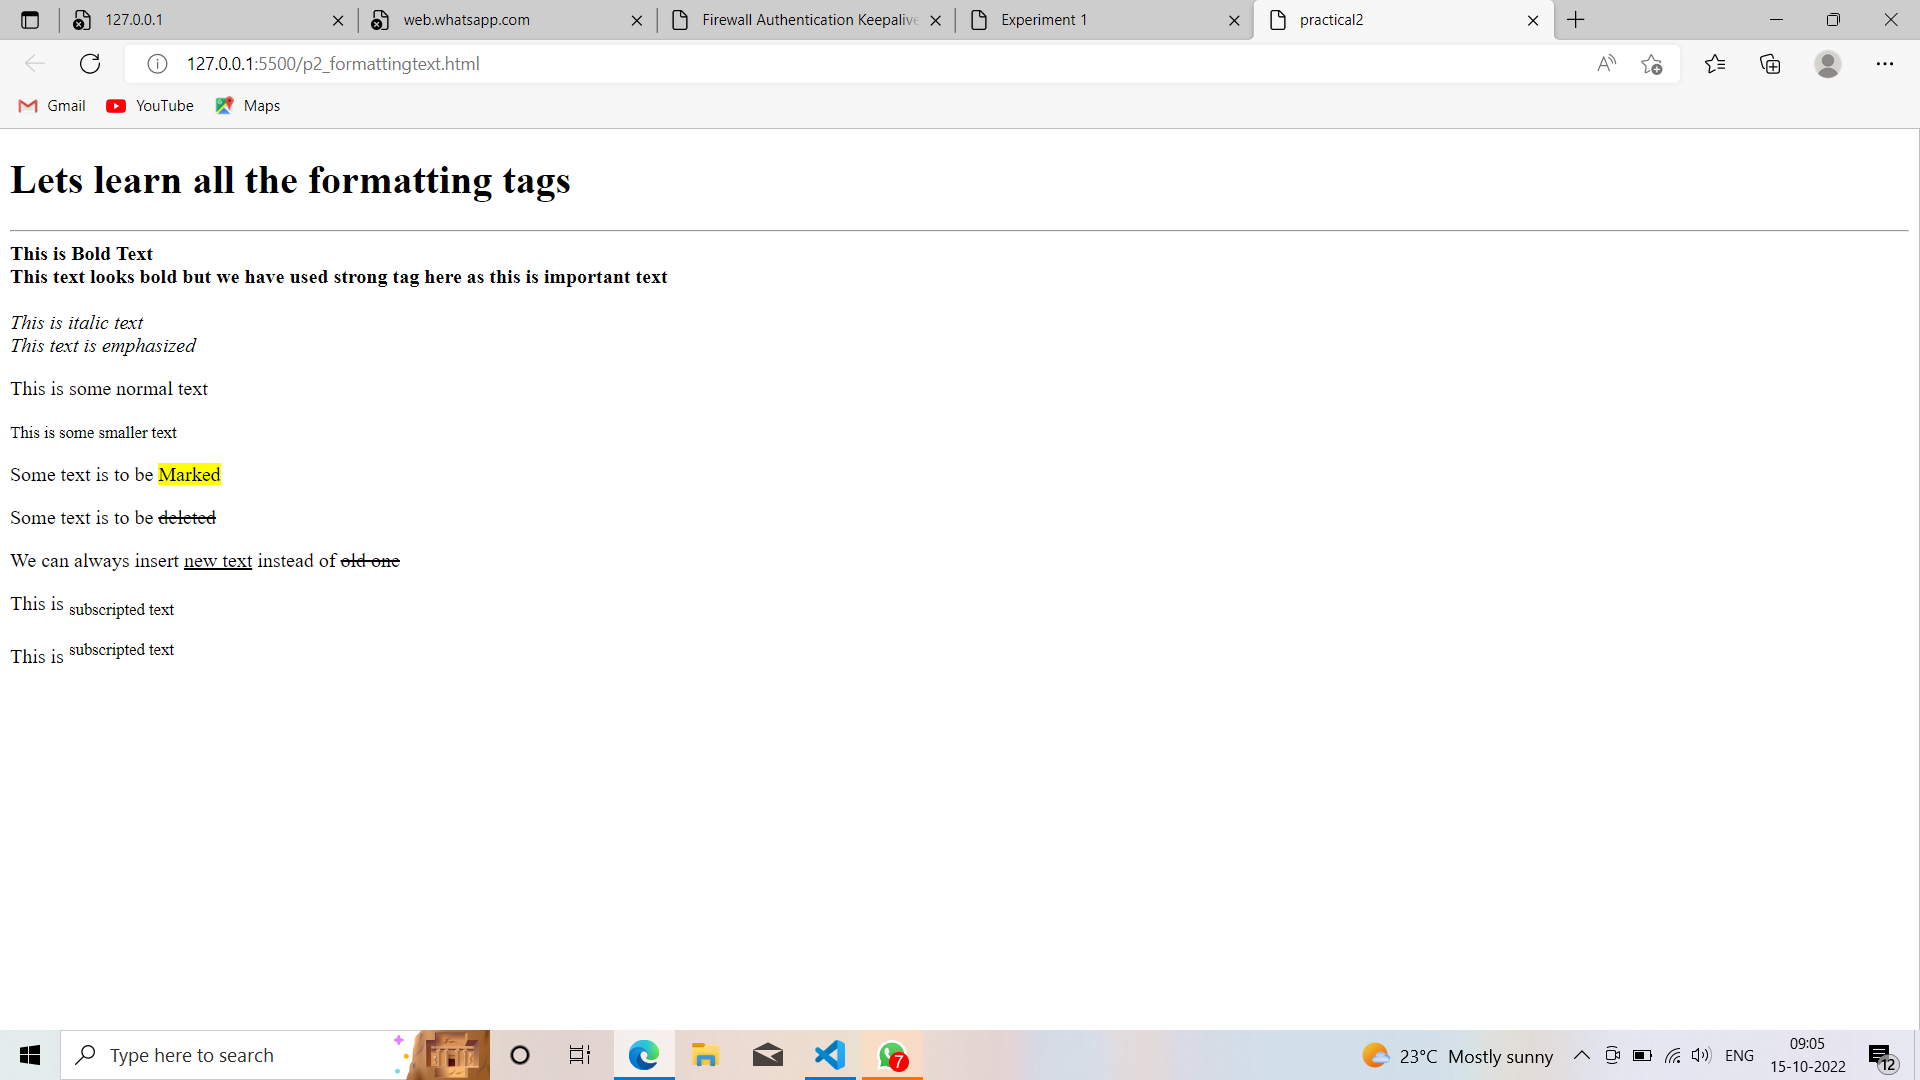 127.0.0.1
web.whatsapp.com
Firewall Authentication Keepalive
Experiment 1
practical2
127.0.0.1:5500/p2_formattingtext.html
Gmail
YouTube
Maps
Lets learn all the formatting tags
This is Bold Text
This text looks bold but we have used strong tag here as this is important text
This is italic text
This text is emphasized
This is some normal text
This is some smaller text
Some text is to be Marked
Some text is to be deleted
We can always insert new text instead of old one
This is subscripted text
This is subscripted text
Type here to search
7
23°C Mostly sunny
ENG
09:05
15-10-2022
12